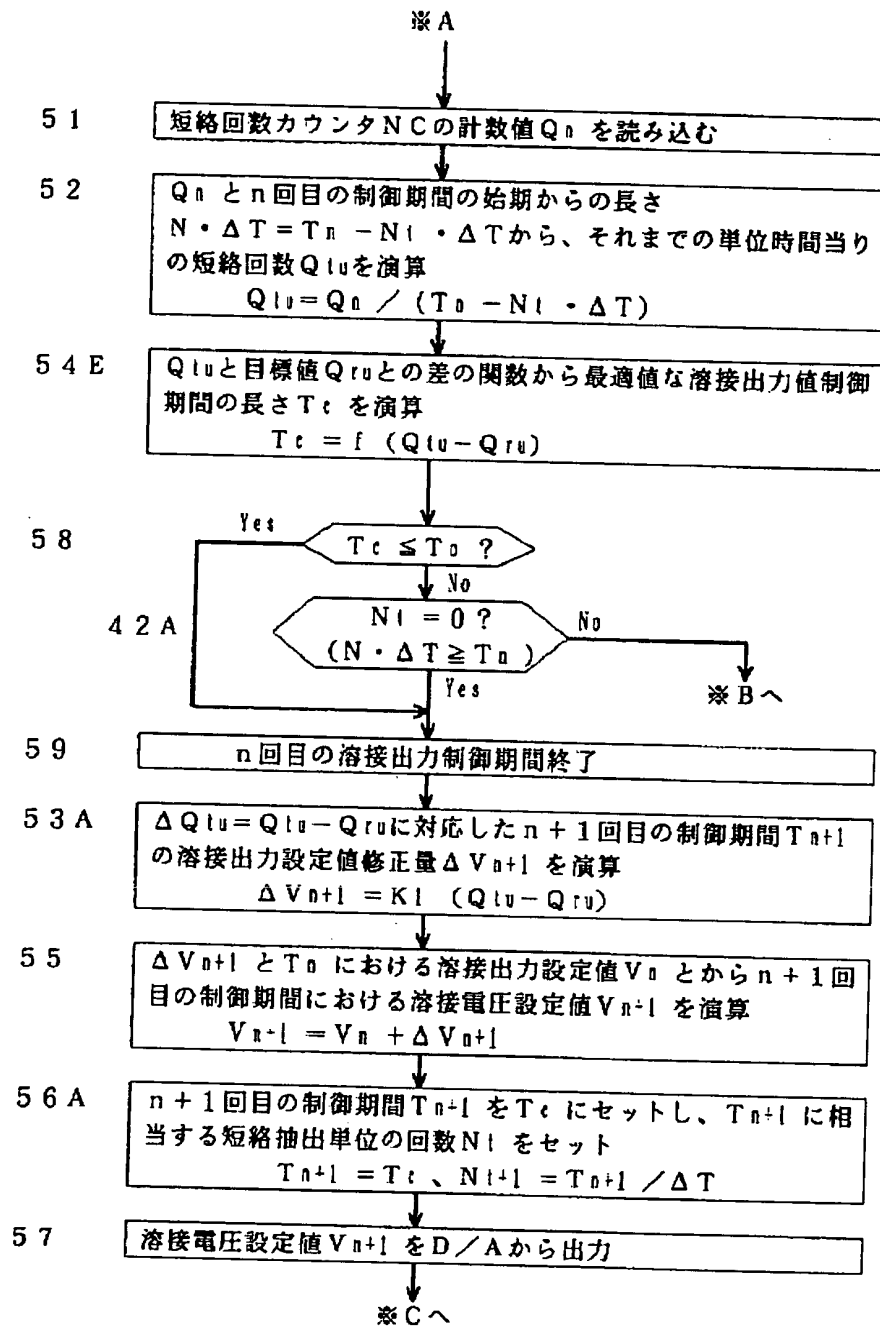 ※A
51
短絡回数カウンタNCの計数値Qn を読み込む
52
Qn とn回目の制御期間の始期からの長さ
N・ΔT=Tn −Nt ・ΔTから、それまでの単位時間当り
の短絡回数Qtuを演算
Qtu=Qn / (Tn −Nt ・ΔT)
54E
Qtuと目標値Qruとの差の関数から最適値な溶接出力値制御
期間の長さTc を演算
Tc = f (Qtu−Qru)
58
Yes
Tc ≦Tn ?
No
42A
Nt =0?
(N・ΔT≧Tn )
No
Yes
※Bへ
59
n回目の溶接出力制御期間終了
53A
ΔQtu=Qtu−Qruに対応したn+1回目の制御期間Tn+1
の溶接出力設定値修正量ΔVn+1 を演算
ΔVn+1 =K1 (Qtu−Qru)
55
ΔVn+1 とTn における溶接出力設定値Vn とからn+1回
目の制御期間における溶接電圧設定値Vn+1 を演算
Vn+1 =Vn +ΔVn+1
56A
n+1回目の制御期間Tn+1 をTc にセットし、Tn+1 に相
当する短絡抽出単位の回数Nt をセット
Tn+1 =Tc 、Nt+1 =Tn+1 /ΔT
57
溶接電圧設定値Vn+1 をD/Aから出力
※Cへ